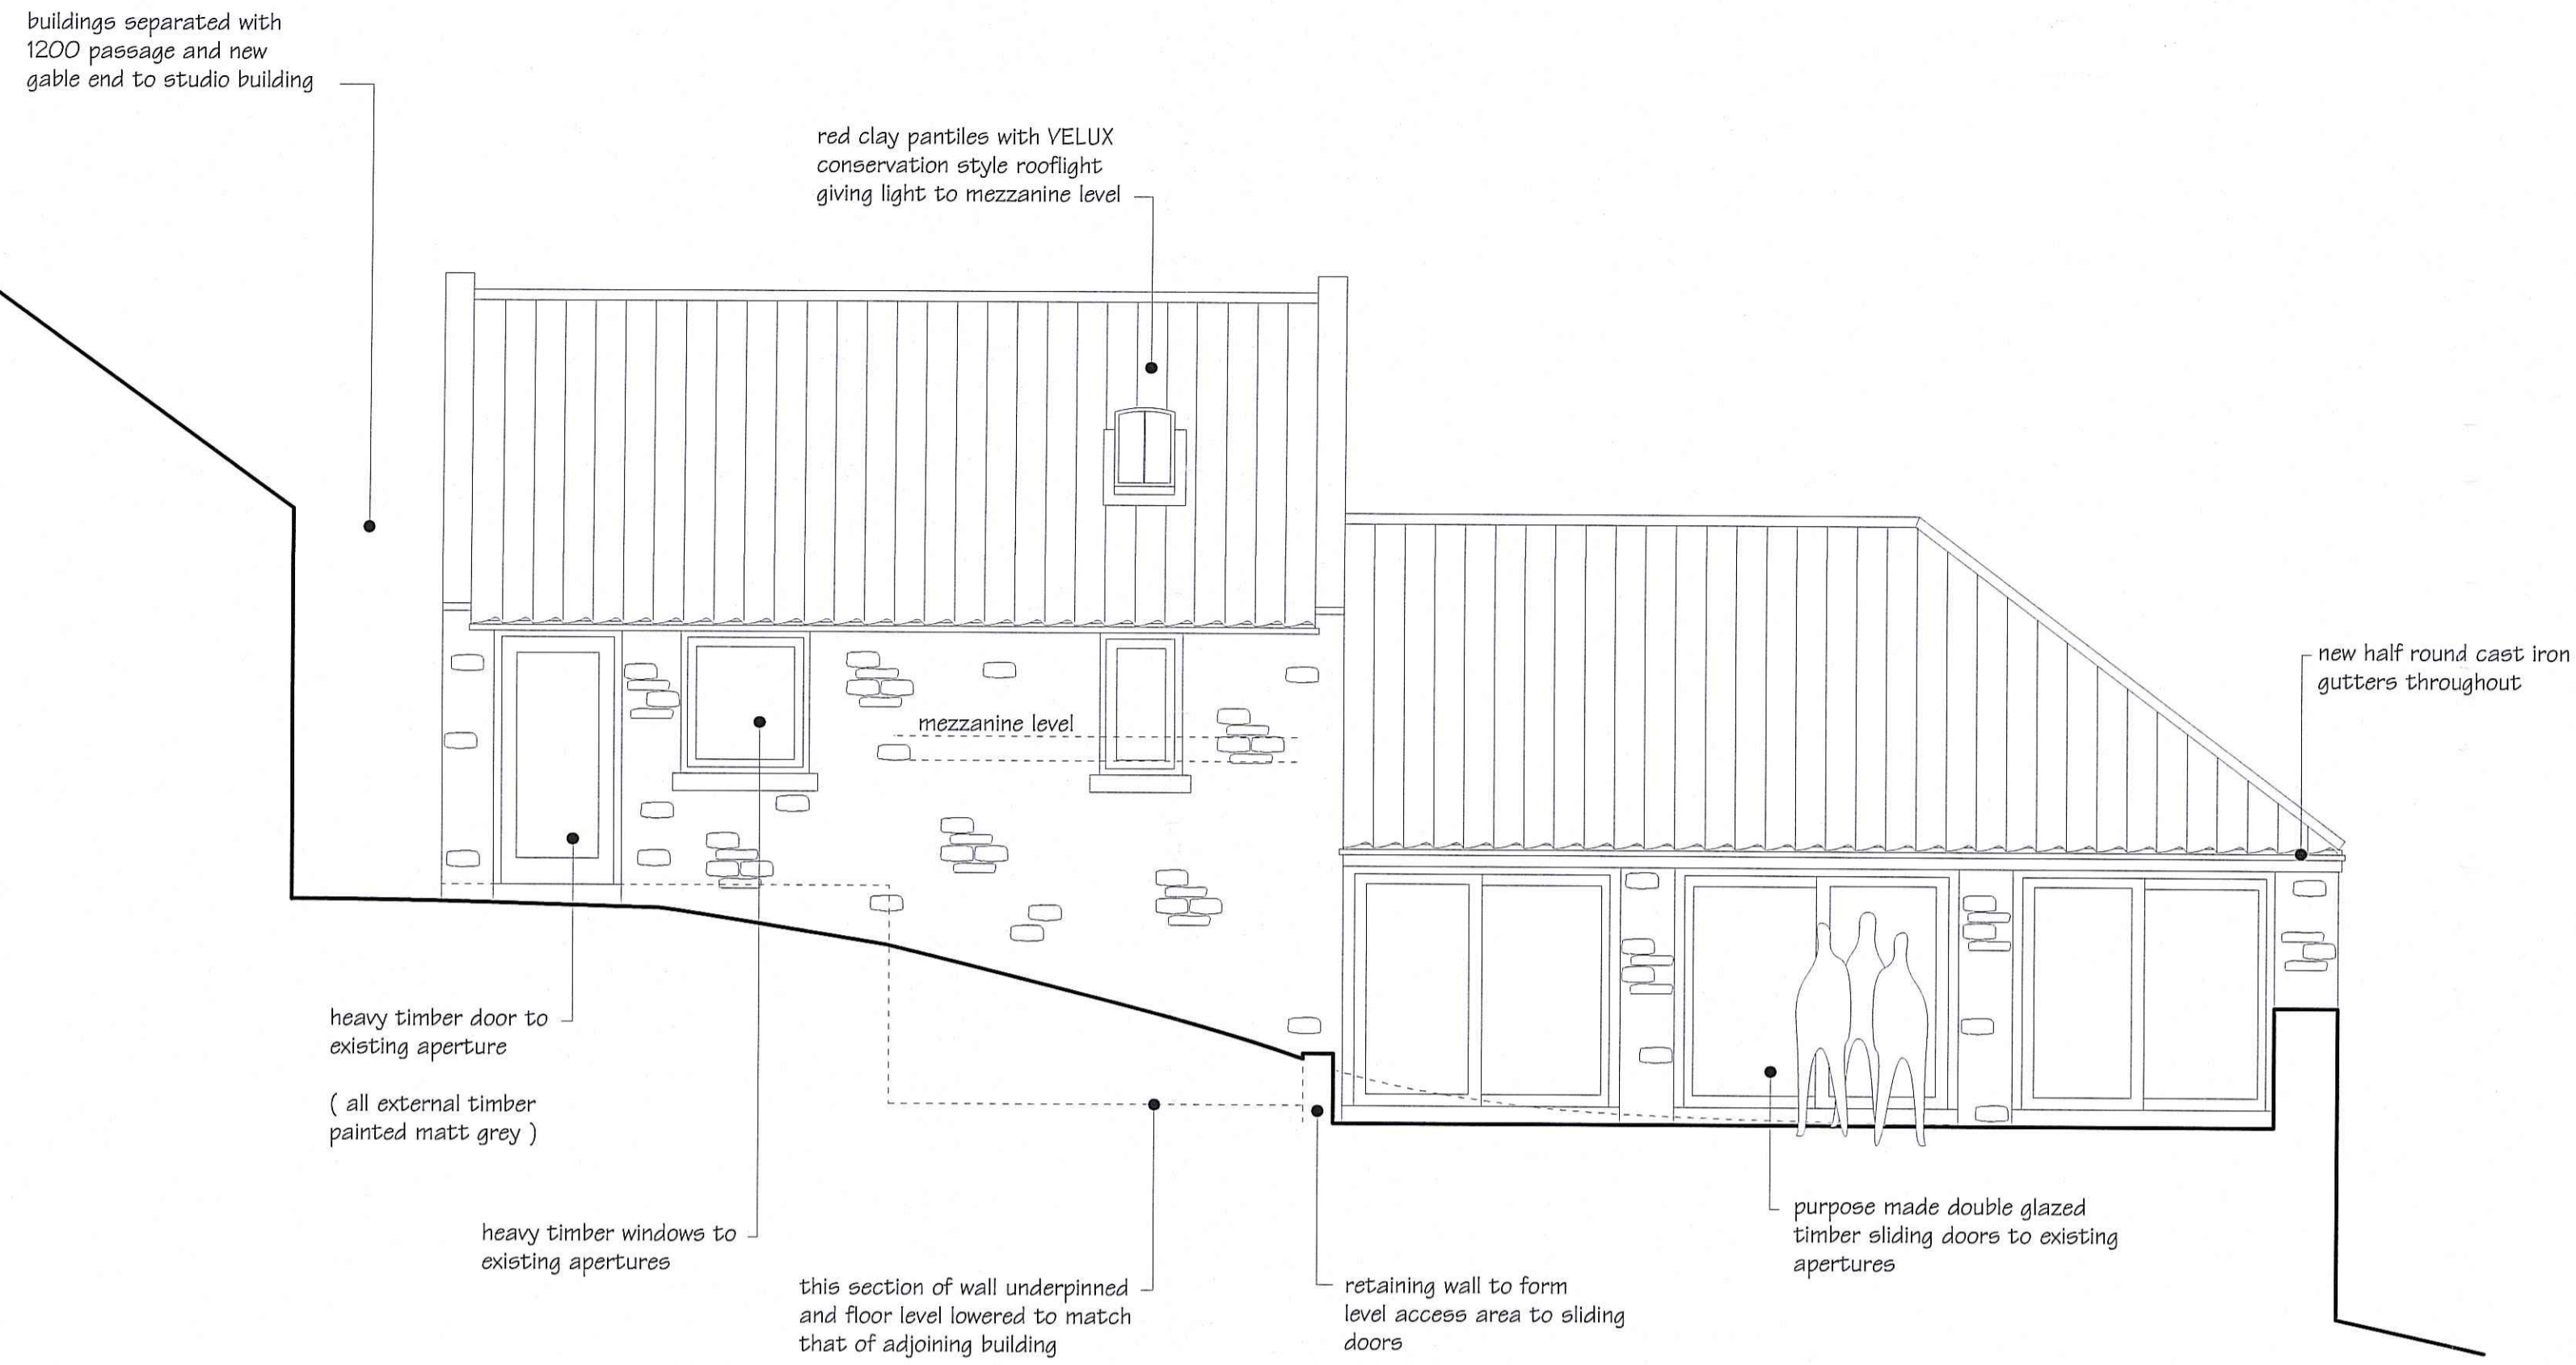 buildings separated with
1200 passage and new
gable end to studio building
red clay pantiles with VELUX
conservation style rooflight
giving light to mezzanine level
new half round cast iron
gutters throughout
mezzanine level
heavy timber door to
existing aperture
( all external timber
painted matt grey )
heavy timber windows to
existing apertures
this section of wall underpinned
and floor level lowered to match
that of adjoining building
retaining wall to form
level access area to sliding
doors
purpose made double glazed
timber sliding doors to existing
apertures